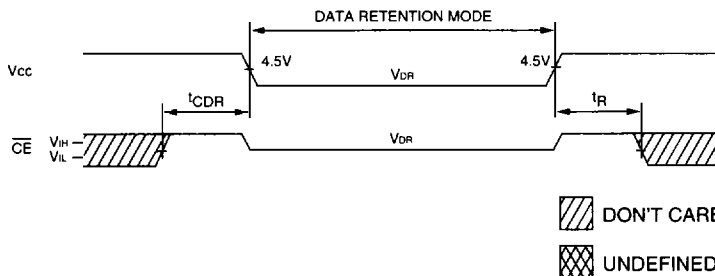 DATA RETENTION MODE
Vcc
4.5V
VDR
4.5V
tCDR
tR
CE
VIH
VIL
VDR
DON'T CARE
UNDEFINED